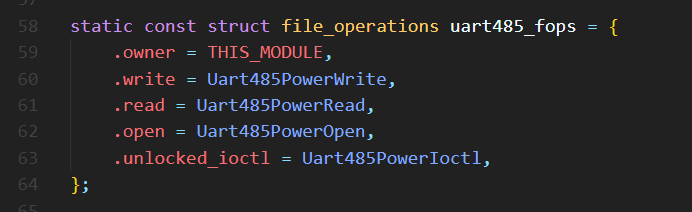 58 static const struct file_operations uart485_fops = {
59 .owner = THIS_MODULE,
60 .write = Uart485PowerWrite,
61 .read = Uart485PowerRead,
62 .open = Uart485PowerOpen,
63 .unlocked_ioctl = Uart485PowerIoctl,
64 };